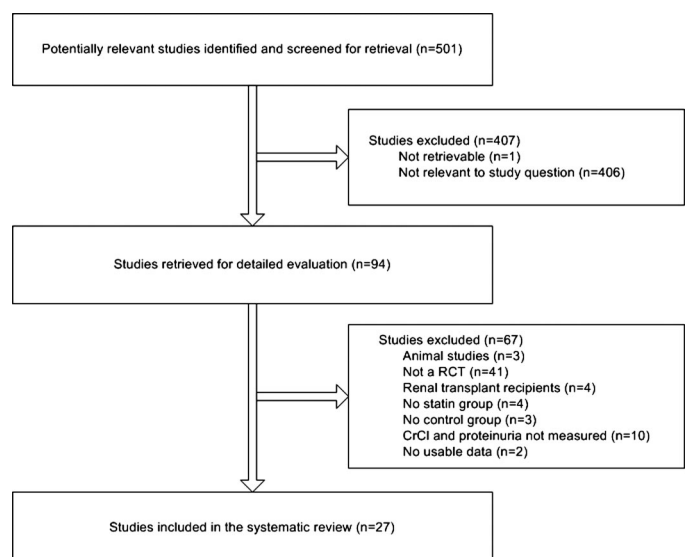 Potentially relevant studies identified and screened for retrieval (n=501)
Studies excluded (n=407)
Not retrievable (n=1)
Not relevant to study question (n=406)
Studies retrieved for detailed evaluation (n=94)
Studies excluded (n=67)
Animal studies (n=3)
Not a RCT (n=41)
Renal transplant recipients (n=4)
No statin group (n=4)
No control group (n=3)
CrCl and proteinuria not measured (n=10)
No usable data (n=2)
Studies included in the systematic review (n=27)